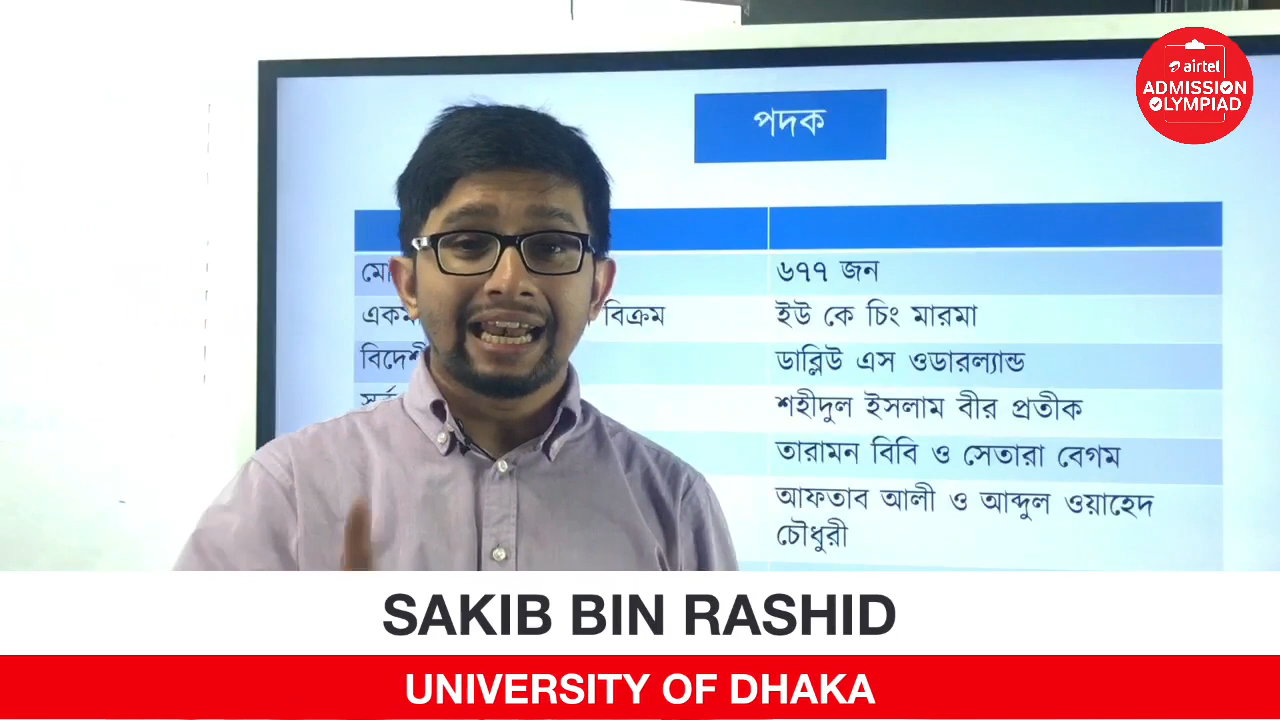 airtel
ADMISSION
OLYMPIAD
পদক
৬৭৭ জন
বিক্রম
ইউ কে চিং মারমা
ডাব্লিউ এস ওডারল্যান্ড
শহীদুল ইসলাম বীর প্রতীক
তারামন বিবি ও সেতারা বেগম
আফতাব আলী ও আব্দুল ওয়াহেদ
চৌধুরী
SAKIB BIN RASHID
UNIVERSITY OF DHAKA